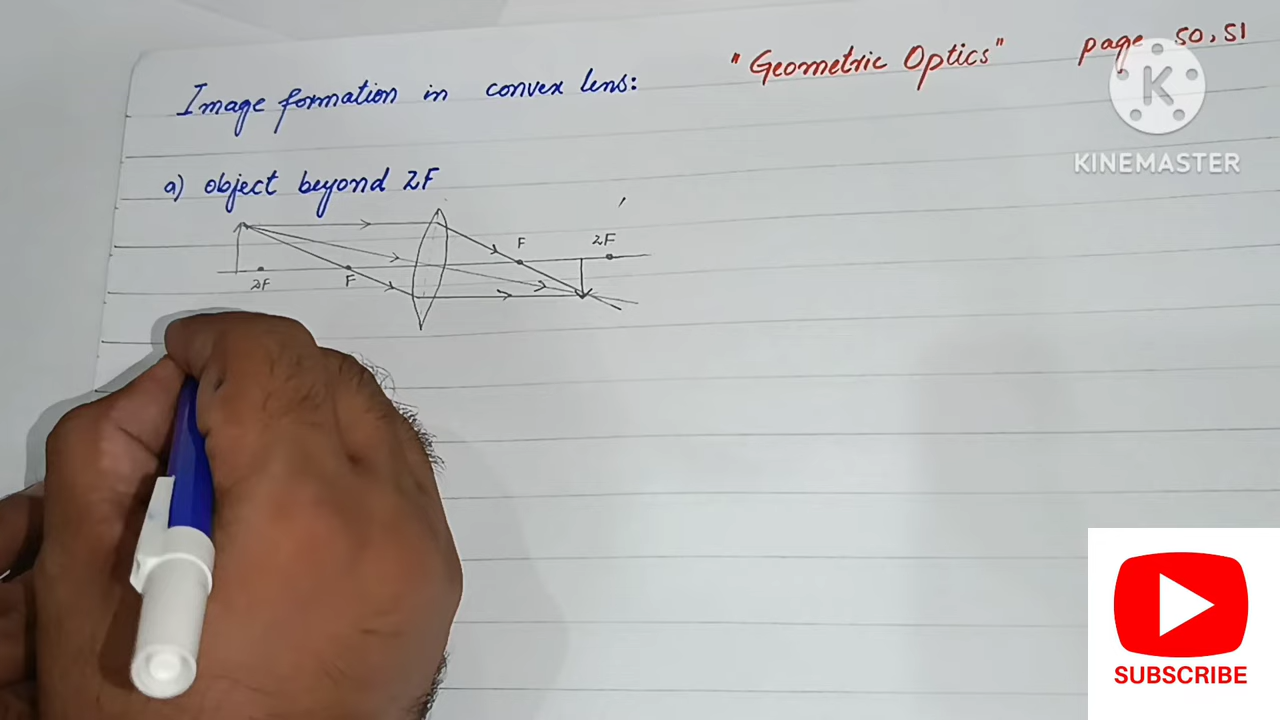 "Geometric Optics" page 50, 51
Image formation in convex lens:
KINEMASTER
a) object beyond 2F
F 2F
2F F
SUBSCRIBE